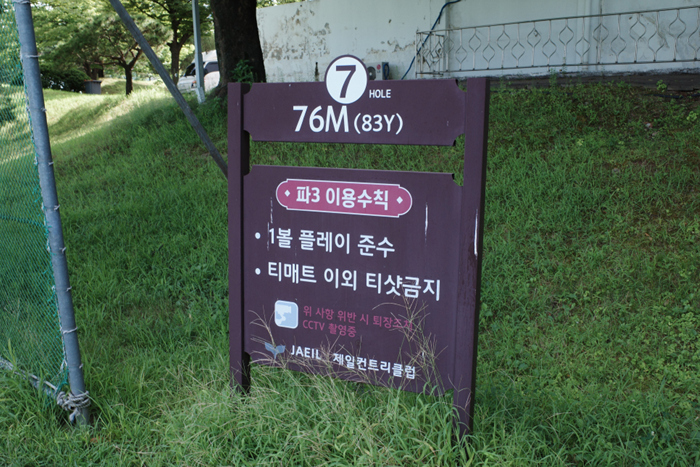 7 HOLE
76M (83Y)
파3 이용수칙
• 1볼 플레이 준수
• 티매트 이외 티샷금지
위 사항 위반 시 퇴장조치
CCTV 촬영중
JAEIL 제일컨트리클럽